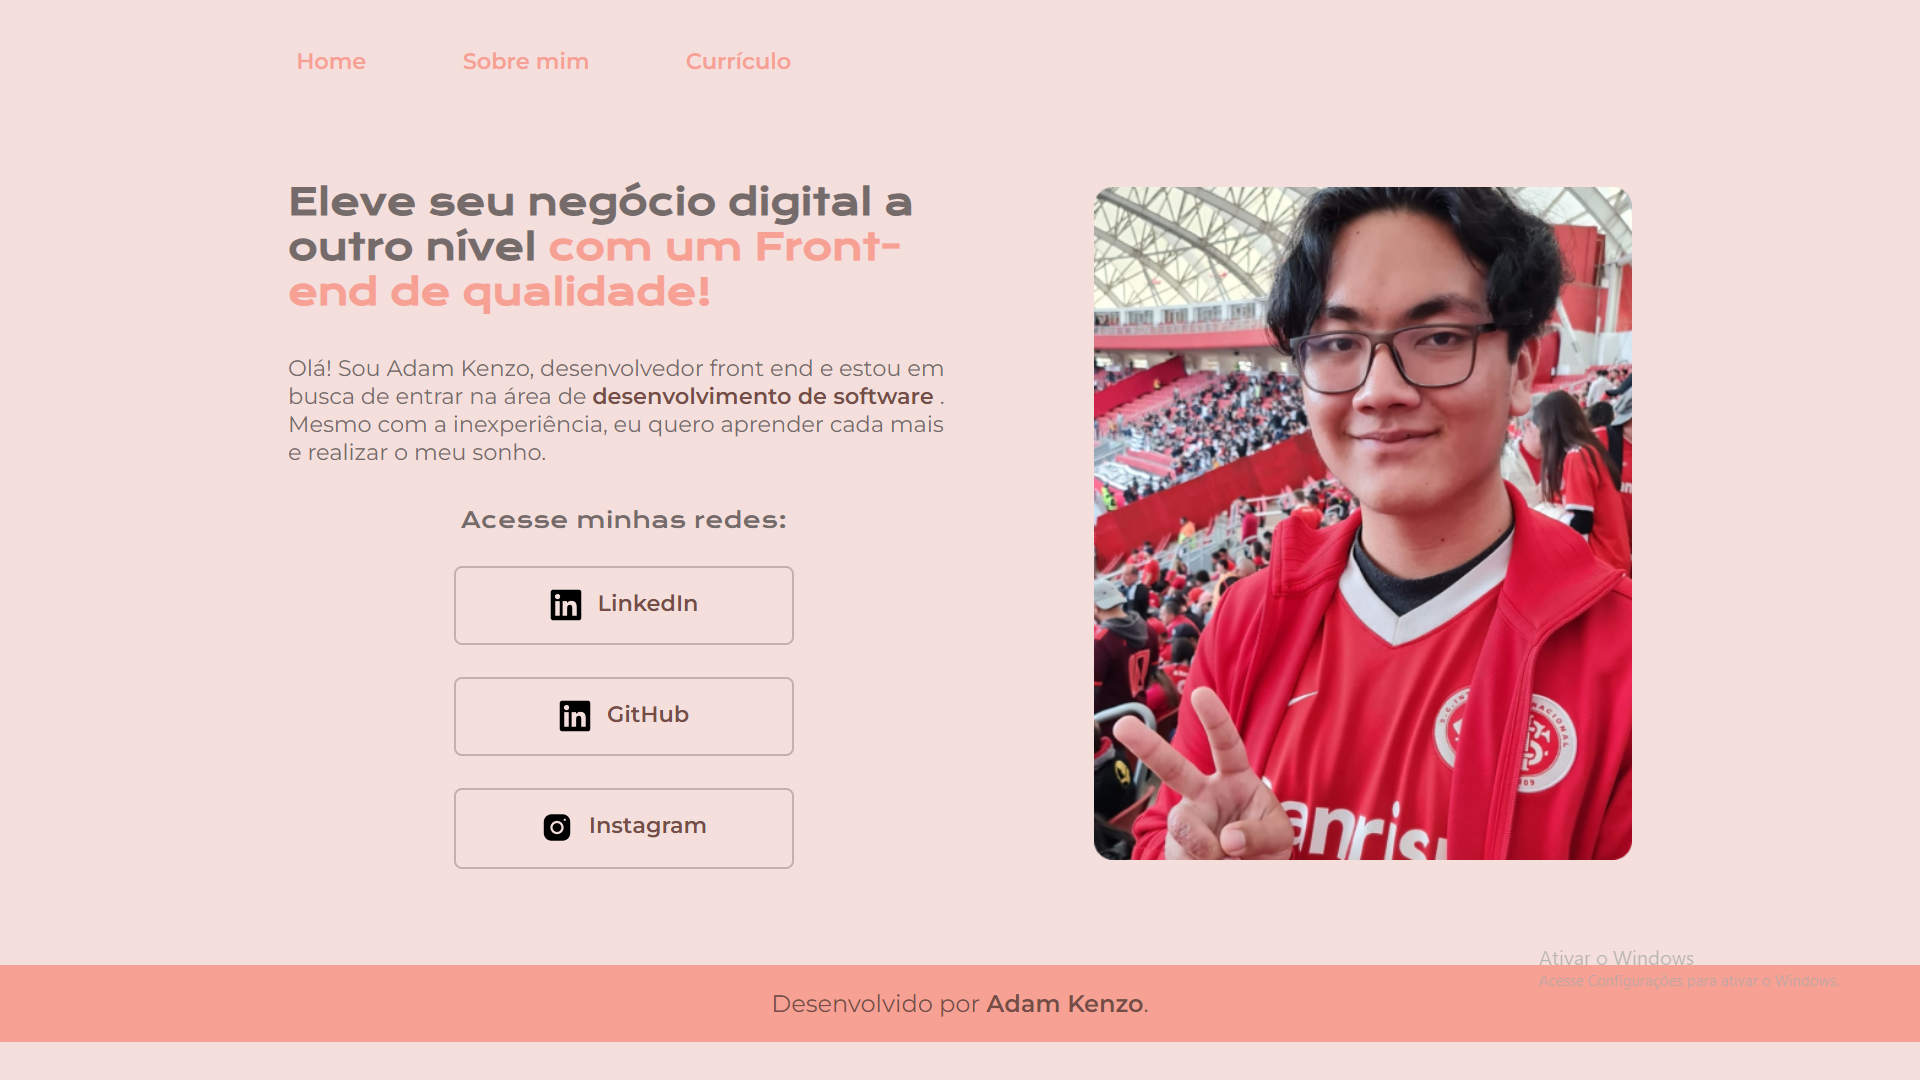 Home
Sobre mim
Currículo
Eleve seu negócio digital a
outro nível com um Front-
end de qualidade!
Olá! Sou Adam Kenzo, desenvolvedor front end e estou em
busca de entrar na área de desenvolvimento de software .
Mesmo com a inexperiência, eu quero aprender cada mais
e realizar o meu sonho.
Acesse minhas redes:
in LinkedIn
in GitHub
Instagram
Ativar o Windows
Acesse Configurações para ativar o Windows.
Desenvolvido por Adam Kenzo.